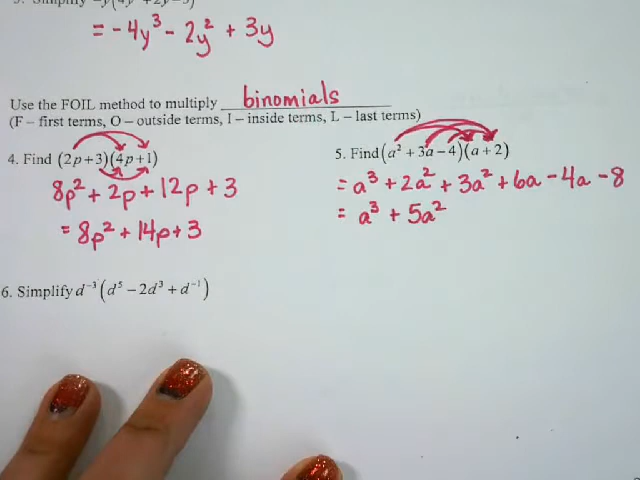 = -4y³ - 2y² + 3y
Use the FOIL method to multiply binomials
(F – first terms, O – outside terms, I – inside terms, L – last terms)
4. Find (2p+3)(4p+1)
8p² + 2p + 12p + 3
= 8p² + 14p + 3
5. Find (a² + 3a − 4)(a + 2)
= a³ + 2a² + 3a² + 6a - 4a - 8
= a³ + 5a²
6. Simplify d⁻³(d⁵ − 2d³ + d⁻¹)